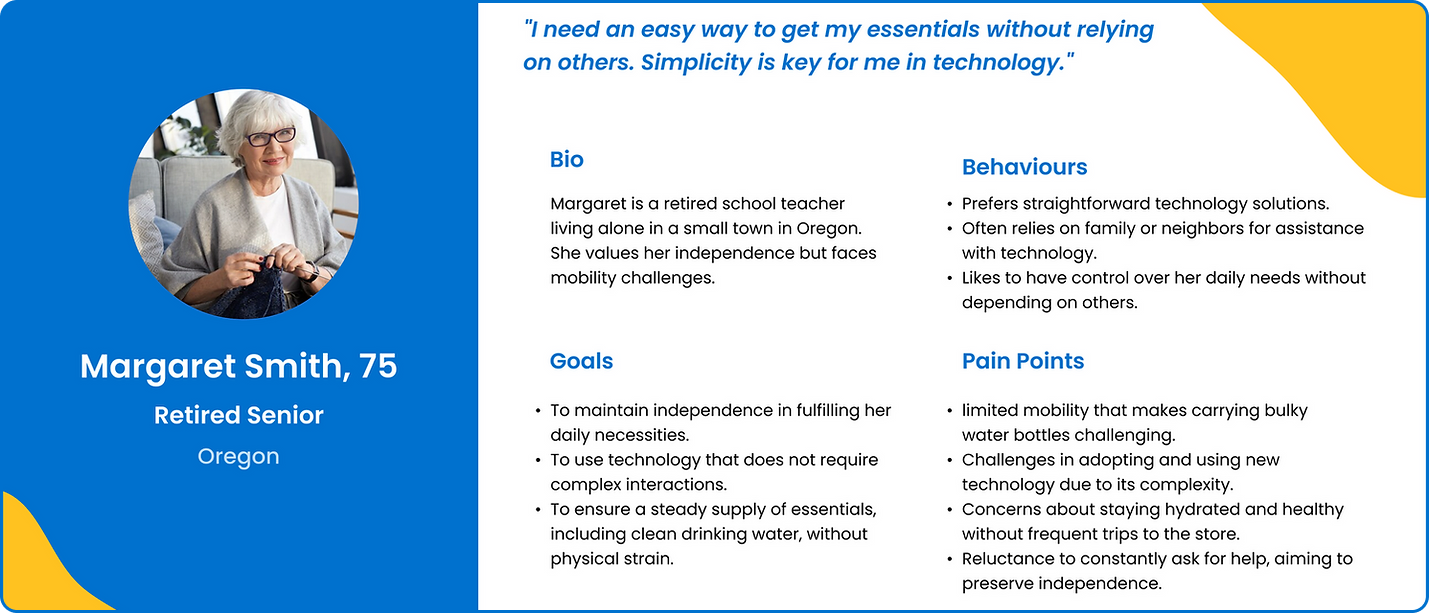 "I need an easy way to get my essentials without relying
on others. Simplicity is key for me in technology."
Margaret Smith, 75
Retired Senior
Oregon
Bio
Margaret is a retired school teacher
living alone in a small town in Oregon.
She values her independence but faces
mobility challenges.
Behaviours
• Prefers straightforward technology solutions.
• Often relies on family or neighbors for assistance
with technology.
• Likes to have control over her daily needs without
depending on others.
Goals
• To maintain independence in fulfilling her
daily necessities.
• To use technology that does not require
complex interactions.
• To ensure a steady supply of essentials,
including clean drinking water, without
physical strain.
Pain Points
• limited mobility that makes carrying bulky
water bottles challenging.
• Challenges in adopting and using new
technology due to its complexity.
• Concerns about staying hydrated and healthy
without frequent trips to the store.
• Reluctance to constantly ask for help, aiming to
preserve independence.